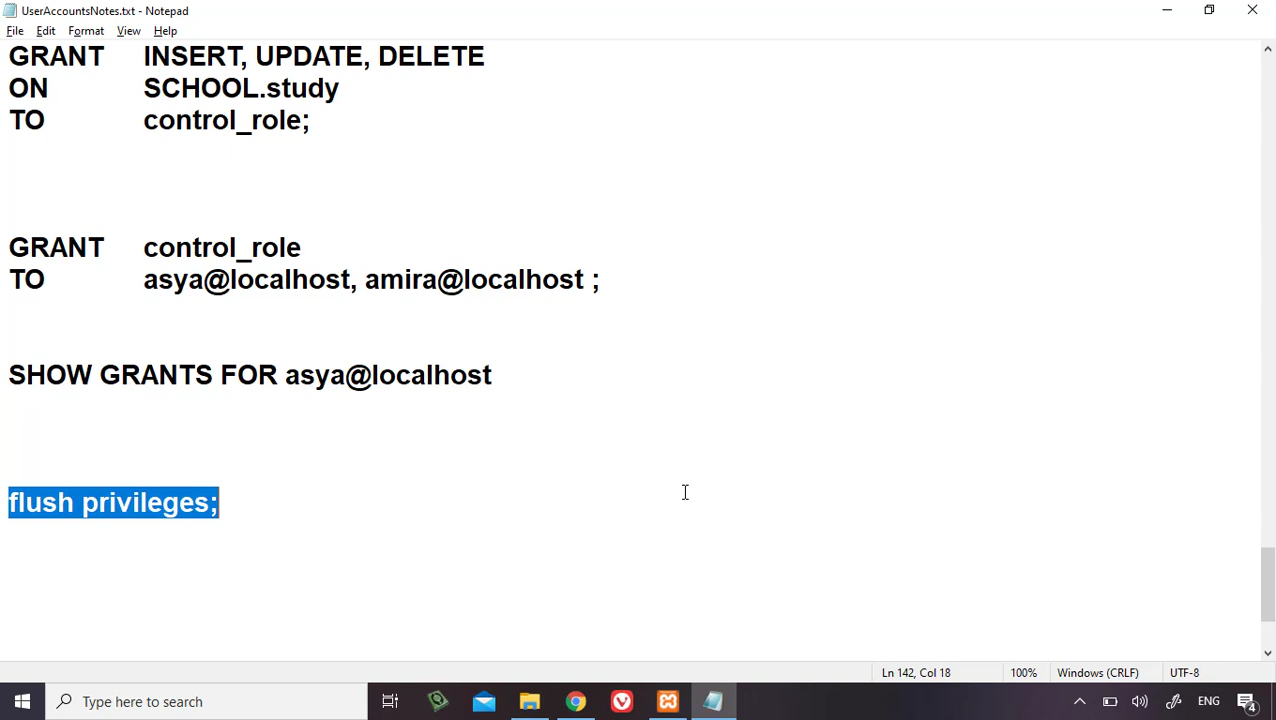 UserAccountsNotes.txt - Notepad
File Edit Format View Help
GRANT INSERT, UPDATE, DELETE
ON SCHOOL.study
TO control_role;
GRANT control_role
TO asya@localhost, amira@localhost ;
SHOW GRANTS FOR asya@localhost
flush privileges;
Ln 142, Col 18 100% Windows (CRLF) UTF-8
Type here to search ENG 4